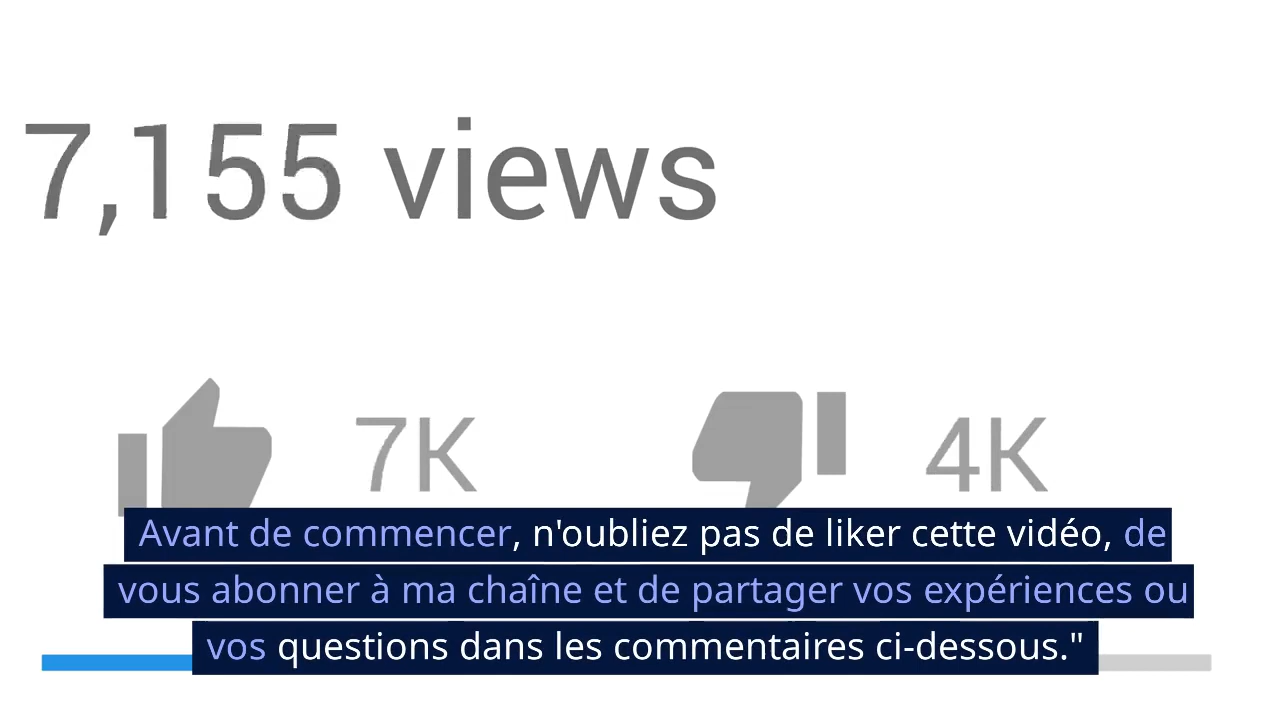 7,155 views
7K 4K
Avant de commencer, n'oubliez pas de liker cette vidéo, de
vous abonner à ma chaîne et de partager vos expériences ou
vos questions dans les commentaires ci-dessous."